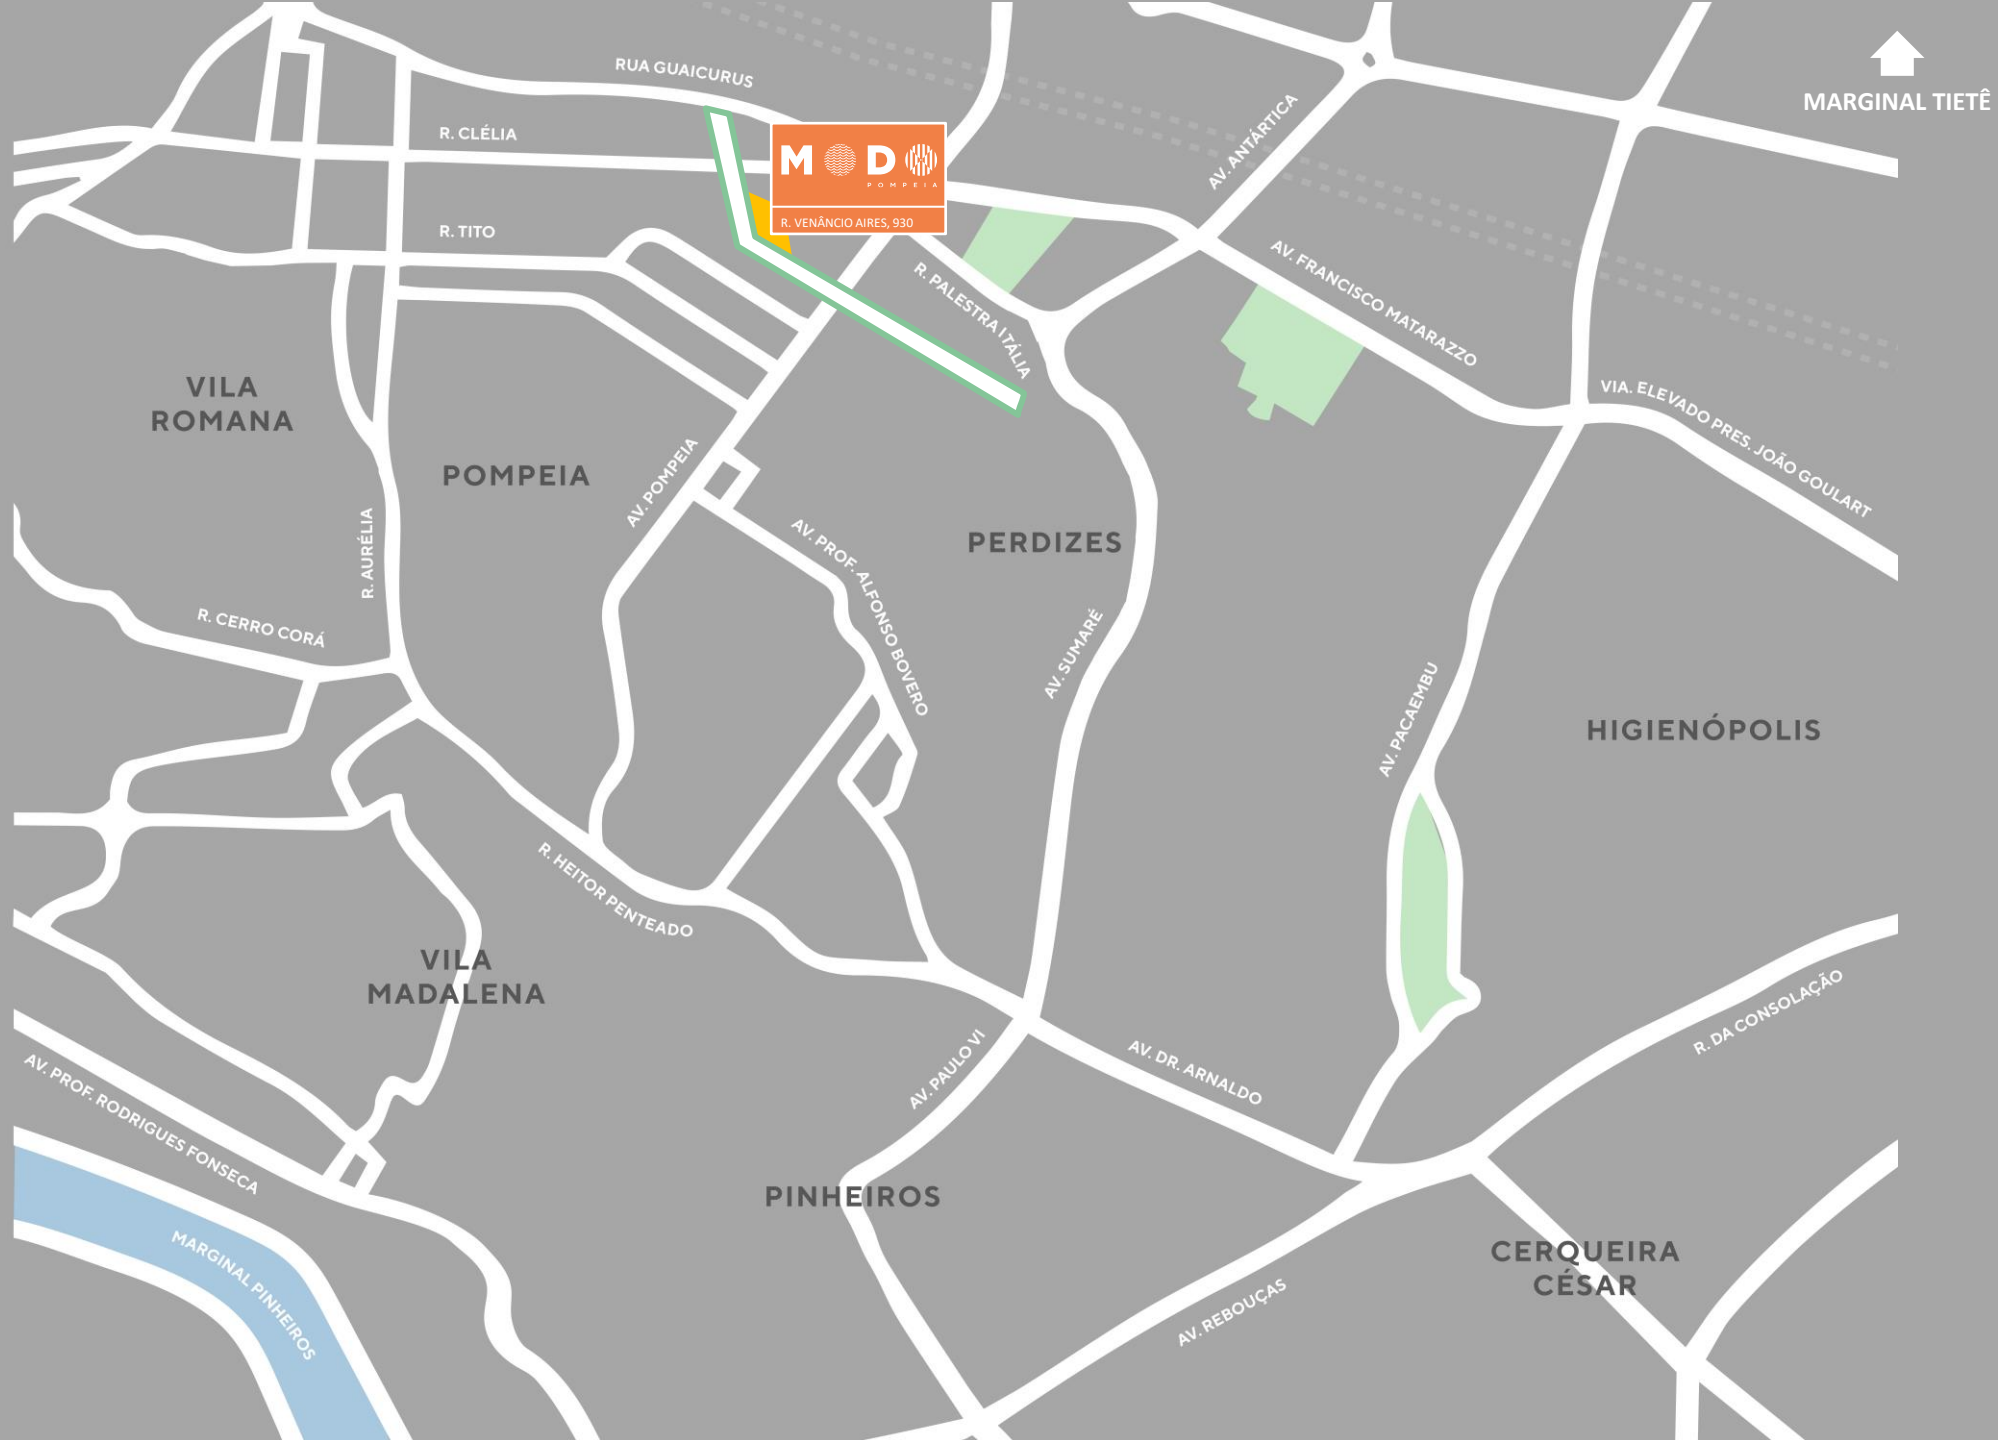 MARGINAL TIETÊ
RUA GUAICURUS
R. CLÉLIA
MODO
POMPEIA
R. VENÂNCIO AIRES, 930
AV. ANTÁRTICA
R. TITO
R. PALESTRA ITÁLIA
AV. FRANCISCO MATARAZZO
VILA
ROMANA
VIA. ELEVADO PRES. JOÃO GOULART
POMPEIA
AV. POMPEIA
R. AURÉLIA
AV. PROF. ALFONSO BOVERO
PERDIZES
R. CERRO CORÁ
AV. SUMARÉ
AV. PACAEMBU
HIGIENÓPOLIS
R. HEITOR PENTEADO
VILA
MADALENA
R. DA CONSOLAÇÃO
AV. PAULO VI
AV. DR. ARNALDO
AV. PROF. RODRIGUES FONSECA
PINHEIROS
MARGINAL PINHEIROS
CERQUEIRA
CÉSAR
AV. REBOUÇAS